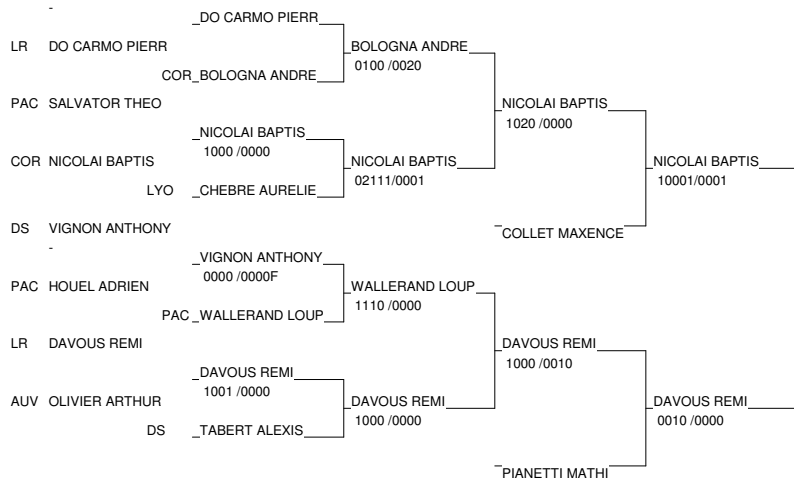 -
_DO CARMO PIERR
LR DO CARMO PIERR
BOLOGNA ANDRE
0100 /0020
COR_BOLOGNA ANDRE
PAC SALVATOR THEO
NICOLAI BAPTIS
1020 /0000
_NICOLAI BAPTIS
1000 /0000
COR NICOLAI BAPTIS
NICOLAI BAPTIS
02111/0001
NICOLAI BAPTIS
10001/0001
LYO _CHEBRE AURELIE
DS VIGNON ANTHONY
COLLET MAXENCE
-
_VIGNON ANTHONY
0000 /0000F
PAC HOUEL ADRIEN
WALLERAND LOUP
1110 /0000
PAC_WALLERAND LOUP
LR DAVOUS REMI
DAVOUS REMI
1000 /0010
_DAVOUS REMI
1001 /0000
AUV OLIVIER ARTHUR
DAVOUS REMI
1000 /0000
DAVOUS REMI
0010 /0000
DS _TABERT ALEXIS
PIANETTI MATHI